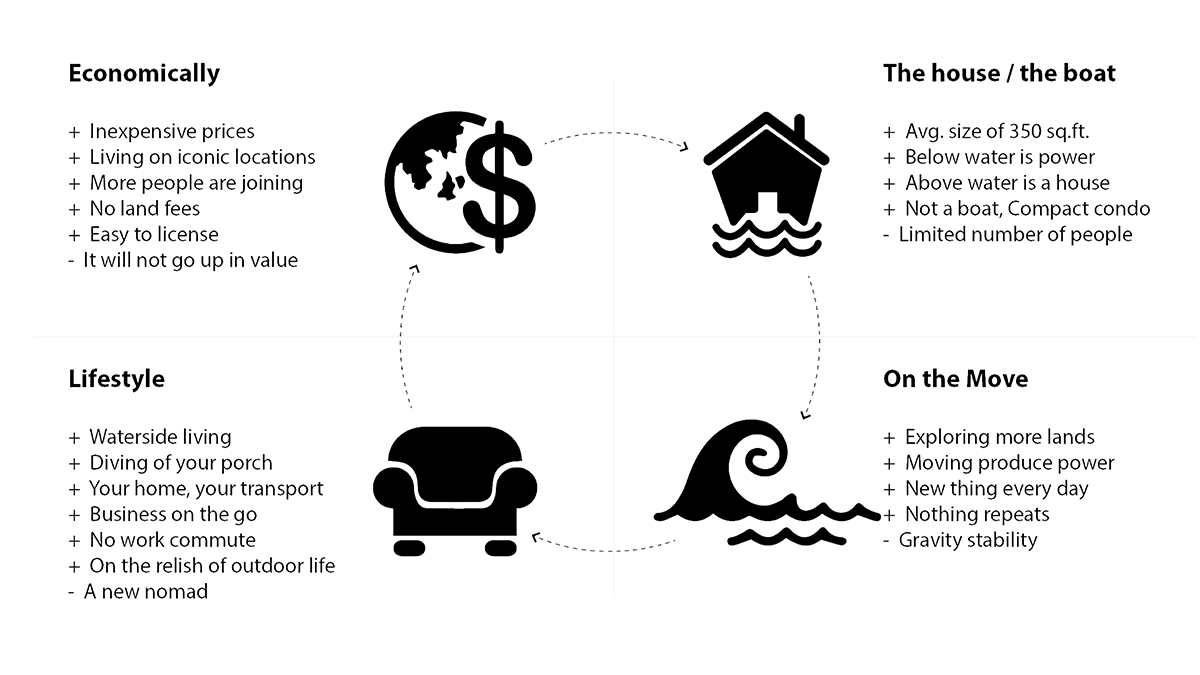 Economically
+ Inexpensive prices
+ Living on iconic locations
+ More people are joining
+ No land fees
+ Easy to license
- It will not go up in value
The house / the boat
+ Avg. size of 350 sq.ft.
+ Below water is power
+ Above water is a house
+ Not a boat, Compact condo
- Limited number of people
Lifestyle
+ Waterside living
+ Diving of your porch
+ Your home, your transport
+ Business on the go
+ No work commute
+ On the relish of outdoor life
- A new nomad
On the Move
+ Exploring more lands
+ Moving produce power
+ New thing every day
+ Nothing repeats
- Gravity stability